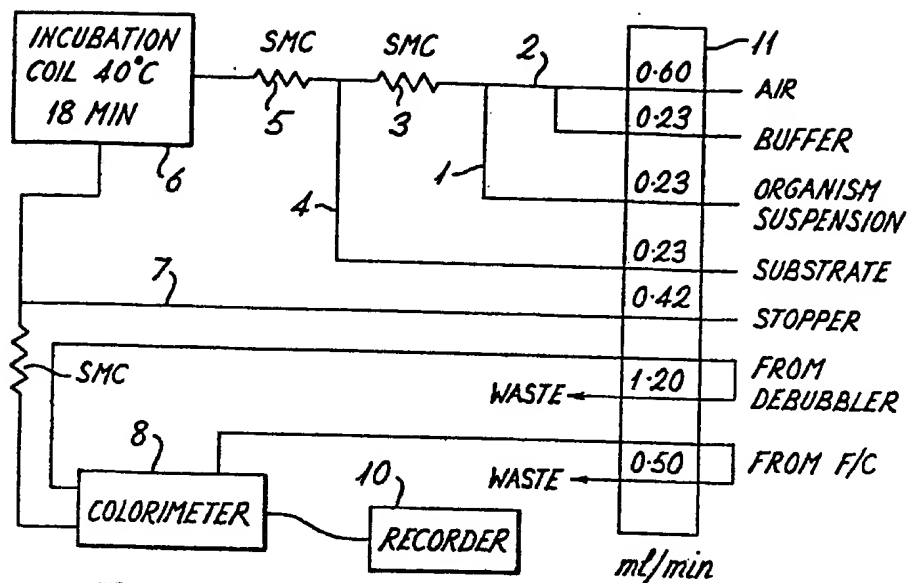 INCUBATION
COIL 40°C
18 MIN
6
SMC
5
SMC
3
2
11
1
4
0·60
AIR
0·23
BUFFER
0·23
ORGANISM
SUSPENSION
0·23
SUBSTRATE
7
0·42
STOPPER
SMC
WASTE
1·20
FROM
DEBUBBLER
8
COLORIMETER
10
RECORDER
WASTE
0·50
FROM F/C
ml/min